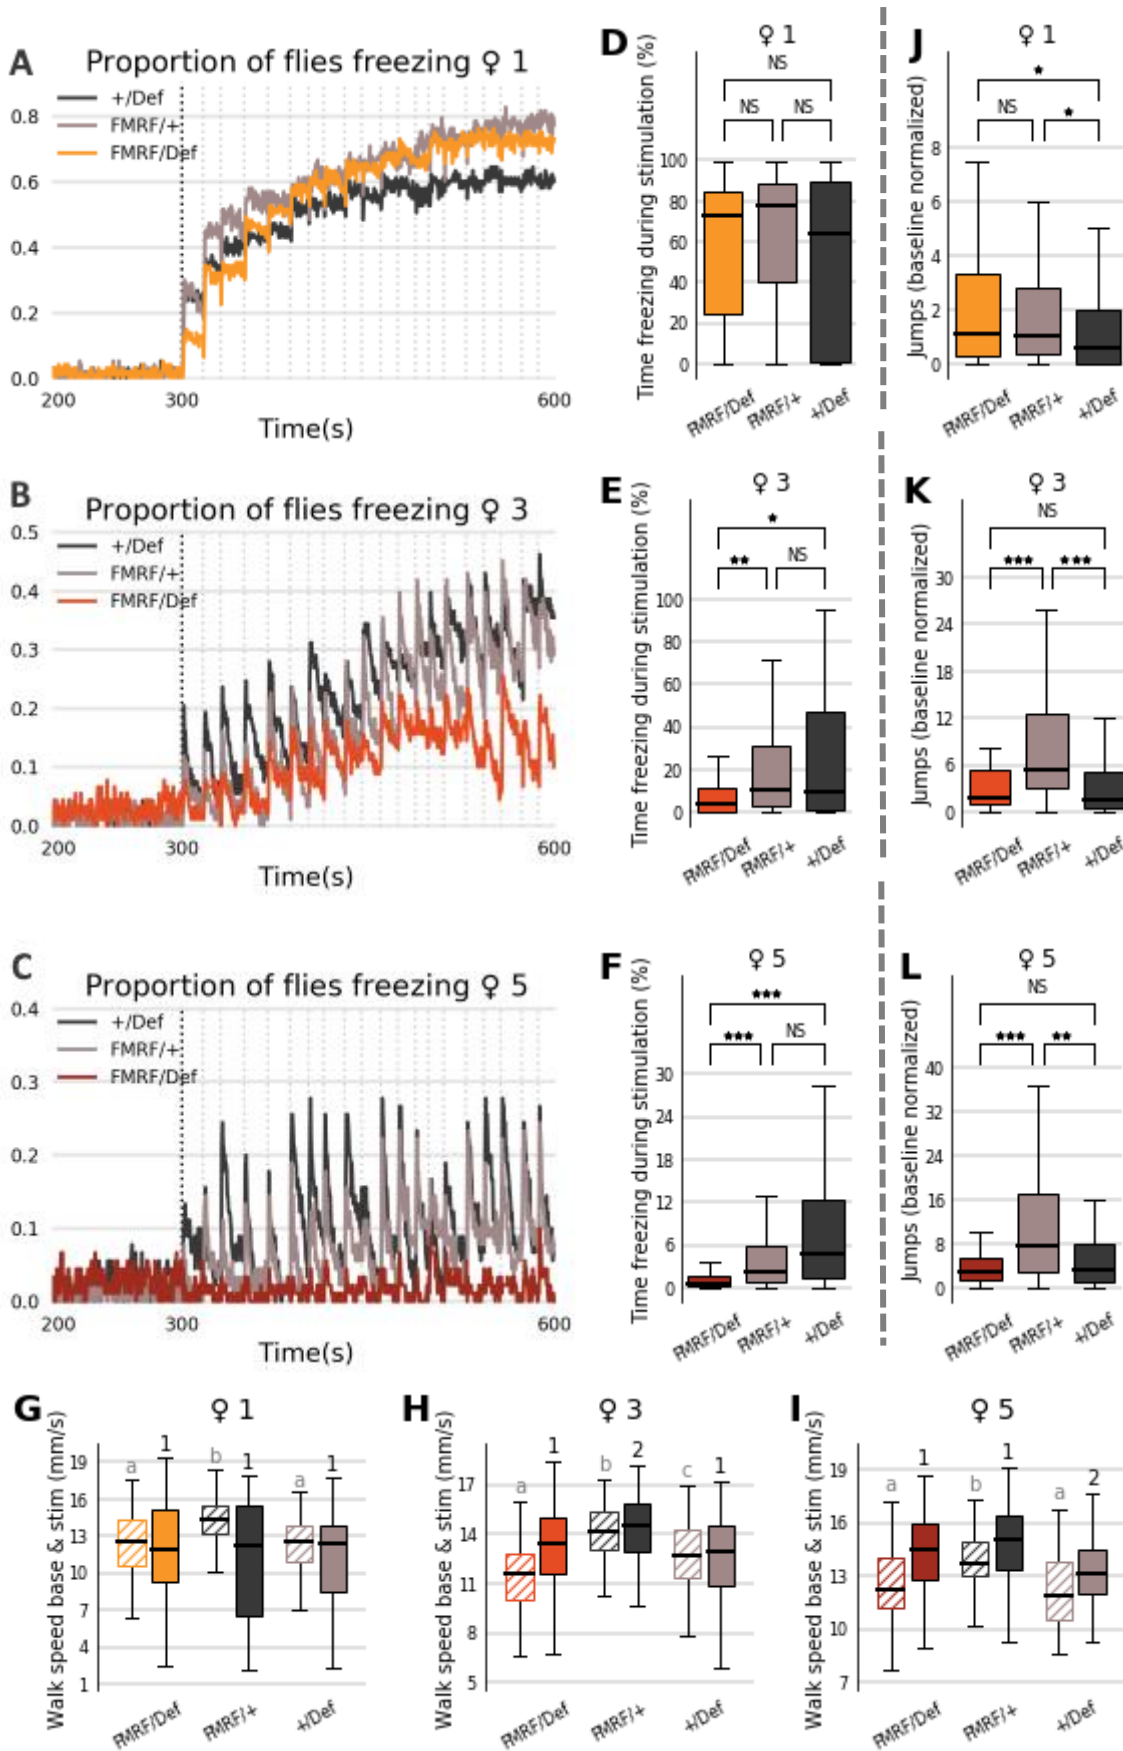 A
Proportion of flies freezing ♀ 1
+/Def
FMRF/+
FMRF/Def
0.8
0.6
0.4
0.2
0.0
200
300
600
Time(s)
D
♀ 1
NS
NS
NS
Time freezing during stimulation (%)
100
80
60
40
20
0
FMRF/Def
FMRF/+
+/Def
J
♀ 1
★
NS
★
Jumps (baseline normalized)
8
6
4
2
0
FMRF/Def
FMRF/+
+/Def
B
Proportion of flies freezing ♀ 3
0.5
+/Def
FMRF/+
FMRF/Def
0.4
0.3
0.2
0.1
0.0
200
300
600
Time(s)
E
♀ 3
★
★★
NS
Time freezing during stimulation (%)
100
80
60
40
20
0
FMRF/Def
FMRF/+
+/Def
K
♀ 3
NS
★★★
★★★
Jumps (baseline normalized)
30
24
18
12
6
0
FMRF/Def
FMRF/+
+/Def
C
Proportion of flies freezing ♀ 5
0.4
+/Def
FMRF/+
FMRF/Def
0.3
0.2
0.1
0.0
200
300
600
Time(s)
F
♀ 5
★★★
★★★
NS
Time freezing during stimulation (%)
30
24
18
12
6
0
FMRF/Def
FMRF/+
+/Def
L
♀ 5
NS
★★★
★★
Jumps (baseline normalized)
40
32
24
16
8
0
FMRF/Def
FMRF/+
+/Def
G
♀ 1
Walk speed base & stim (mm/s)
19
16
13
10
7
4
1
a
1
b
1
a
1
FMRF/Def
FMRF/+
+/Def
H
♀ 3
Walk speed base & stim (mm/s)
17
14
11
8
5
a
1
b
2
c
1
FMRF/Def
FMRF/+
+/Def
I
♀ 5
Walk speed base & stim (mm/s)
19
16
13
10
7
a
1
b
1
a
2
FMRF/Def
FMRF/+
+/Def